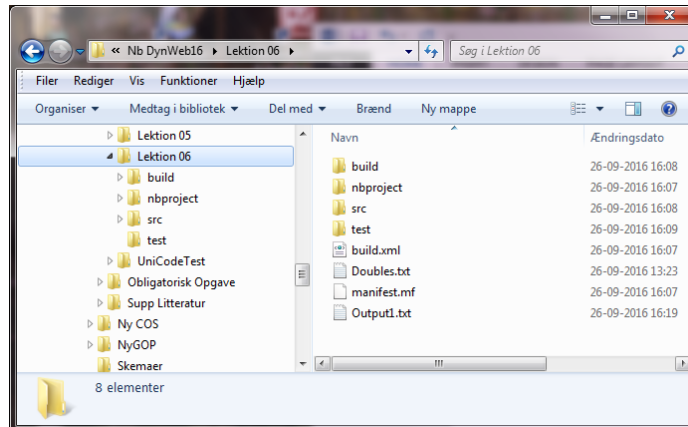 « Nb DynWeb16 Lektion 06 Søg i Lektion 06
Filer Rediger Vis Funktioner Hjælp
Organiser Medtag i bibliotek Del med Brænd Ny mappe
Lektion 05
Lektion 06
build
nbproject
src
test
UniCodeTest
Obligatorisk Opgave
Supp Litteratur
Ny COS
NyGOP
Skemaer
Navn Ændringsdato
build 26-09-2016 16:08
nbproject 26-09-2016 16:07
src 26-09-2016 16:08
test 26-09-2016 16:09
build.xml 26-09-2016 16:07
Doubles.txt 26-09-2016 13:23
manifest.mf 26-09-2016 16:07
Output1.txt 26-09-2016 16:19
8 elementer